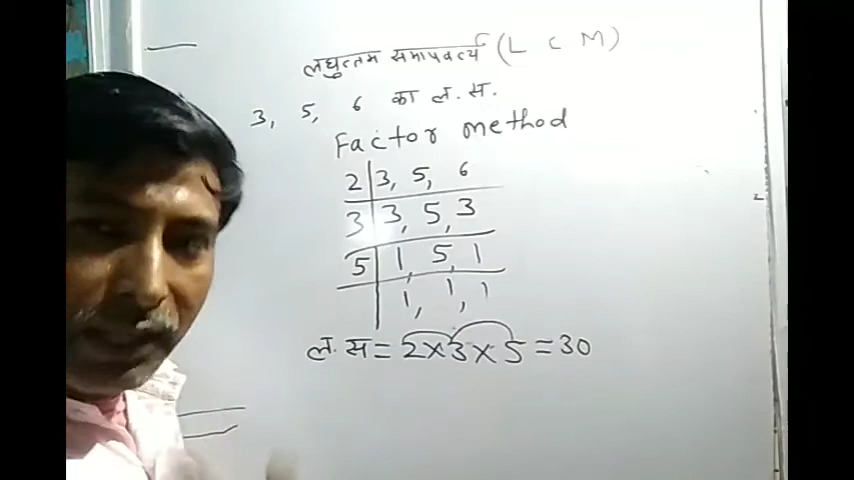 लघुत्तम समापवर्त्य (L C M)
3, 5, 6 का ल. स.
Factor method
2 | 3, 5, 6
3 | 3, 5, 3
5 | 1, 5, 1
| 1, 1, 1
ल. स = 2 x 3 x 5 = 30